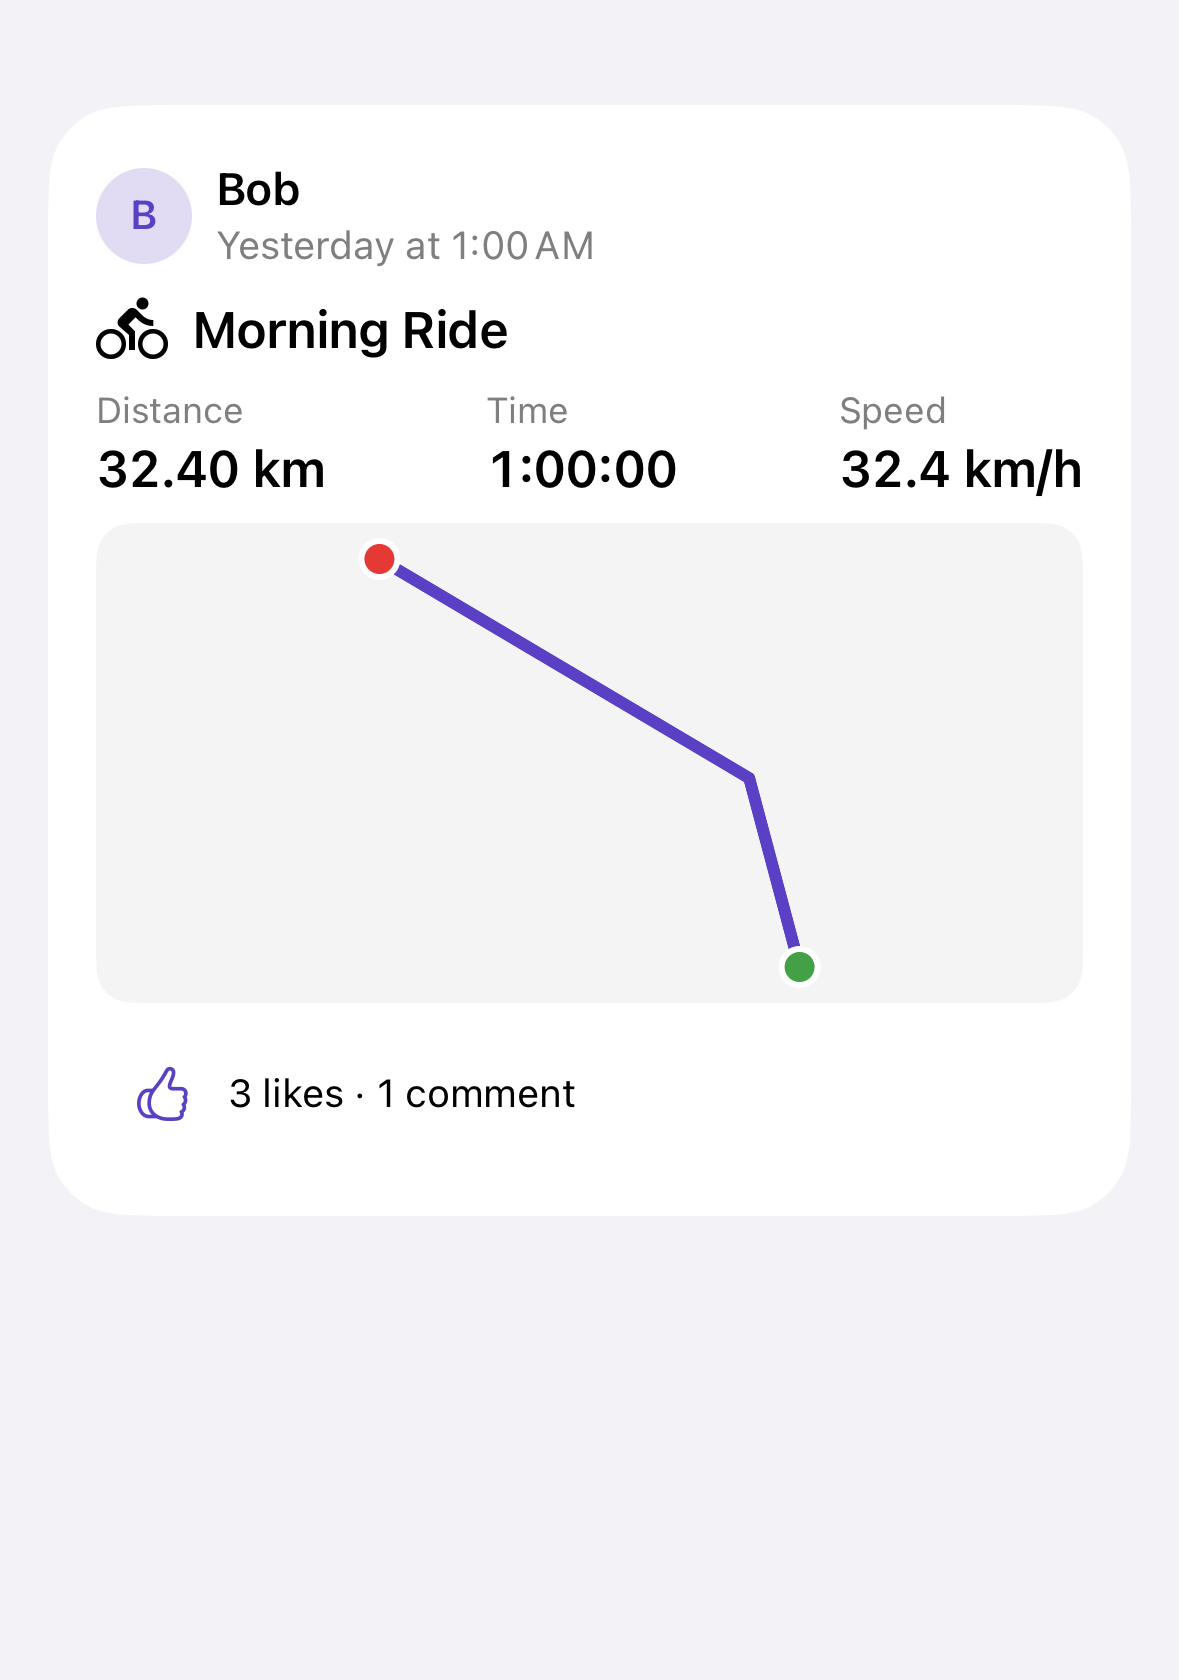 B
Bob
Yesterday at 1:00 AM
Morning Ride
Distance Time Speed
32.40 km 1:00:00 32.4 km/h
3 likes · 1 comment